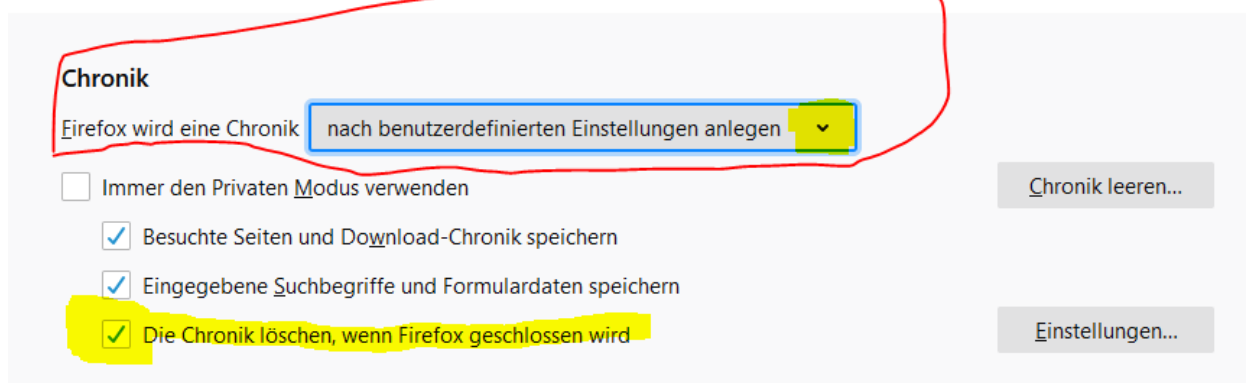 Chronik
Firefox wird eine Chronik nach benutzerdefinierten Einstellungen anlegen
Immer den Privaten Modus verwenden
Chronik leeren...
Besuchte Seiten und Download-Chronik speichern
Eingegebene Suchbegriffe und Formulardaten speichern
Die Chronik löschen, wenn Firefox geschlossen wird
Einstellungen...